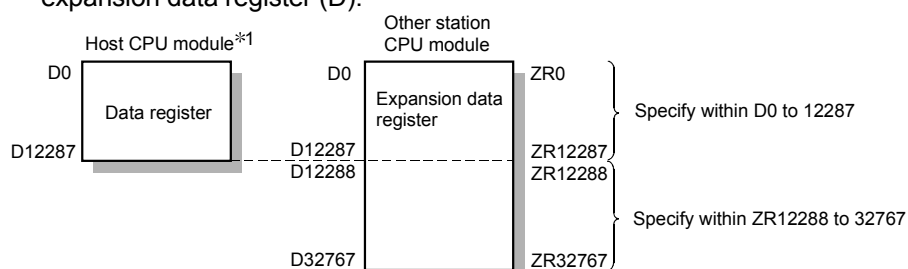 expansion data register (D).
Other station
CPU module
Host CPU module*1
D0
D0
ZR0
Data register
Expansion data
register
Specify within D0 to 12287
D12287
D12287
ZR12287
D12288
ZR12288
Specify within ZR12288 to 32767
D32767
ZR32767